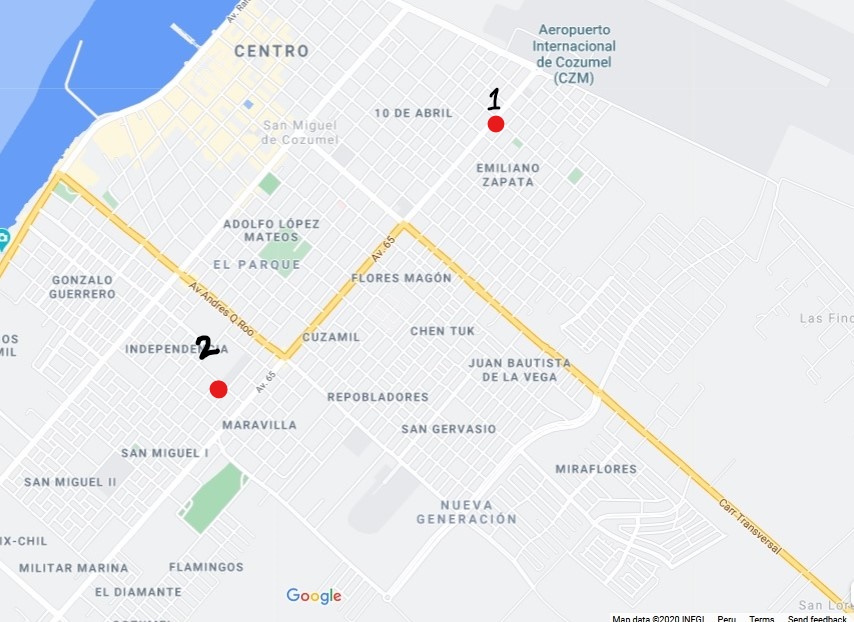 Aeropuerto
Internacional
de Cozumel
(CZM)
CENTRO
1
10 DE ABRIL
San Miguel
de Cozumel
EMILIANO
ZAPATA
ADOLFO LÓPEZ
MATEOS
EL PARQUE
Av. 65
FLORES MAGÓN
GONZALO
GUERRERO
Av Andres Q Roo
Las Finc
CHEN TUK
CUZAMIL
OS
MIL
INDEPENDENCIA
2
JUAN BAUTISTA
DE LA VEGA
Av. 65
REPOBLADORES
MARAVILLA
SAN GERVASIO
SAN MIGUEL I
MIRAFLORES
SAN MIGUEL II
NUEVA
GENERACIÓN
Carr Transversal
IX-CHIL
MILITAR MARINA
FLAMINGOS
EL DIAMANTE
Google
San Lor
Map data ©2020 INEGI Peru Terms Send feedback